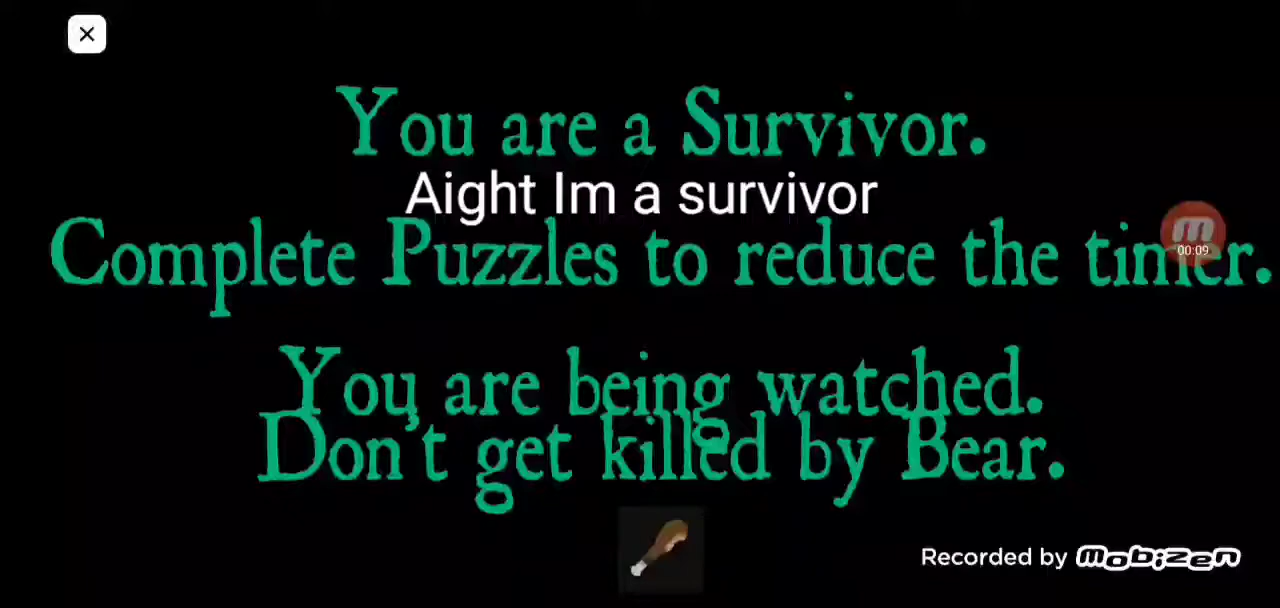 You are a Survivor.
Aight Im a survivor
Complete Puzzles to reduce the timer.
00:09
You are being watched.
Don't get killed by Bear.
Recorded by mobizen